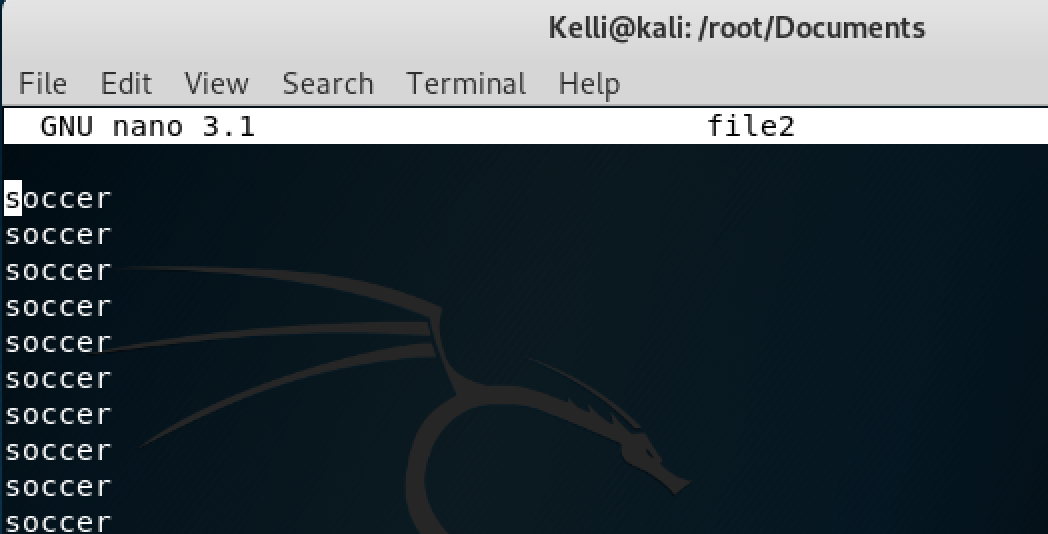 Kelli@kali: /root/Documents
File Edit View Search Terminal Help
GNU nano 3.1 file2
soccer
soccer
soccer
soccer
soccer
soccer
soccer
soccer
soccer
soccer